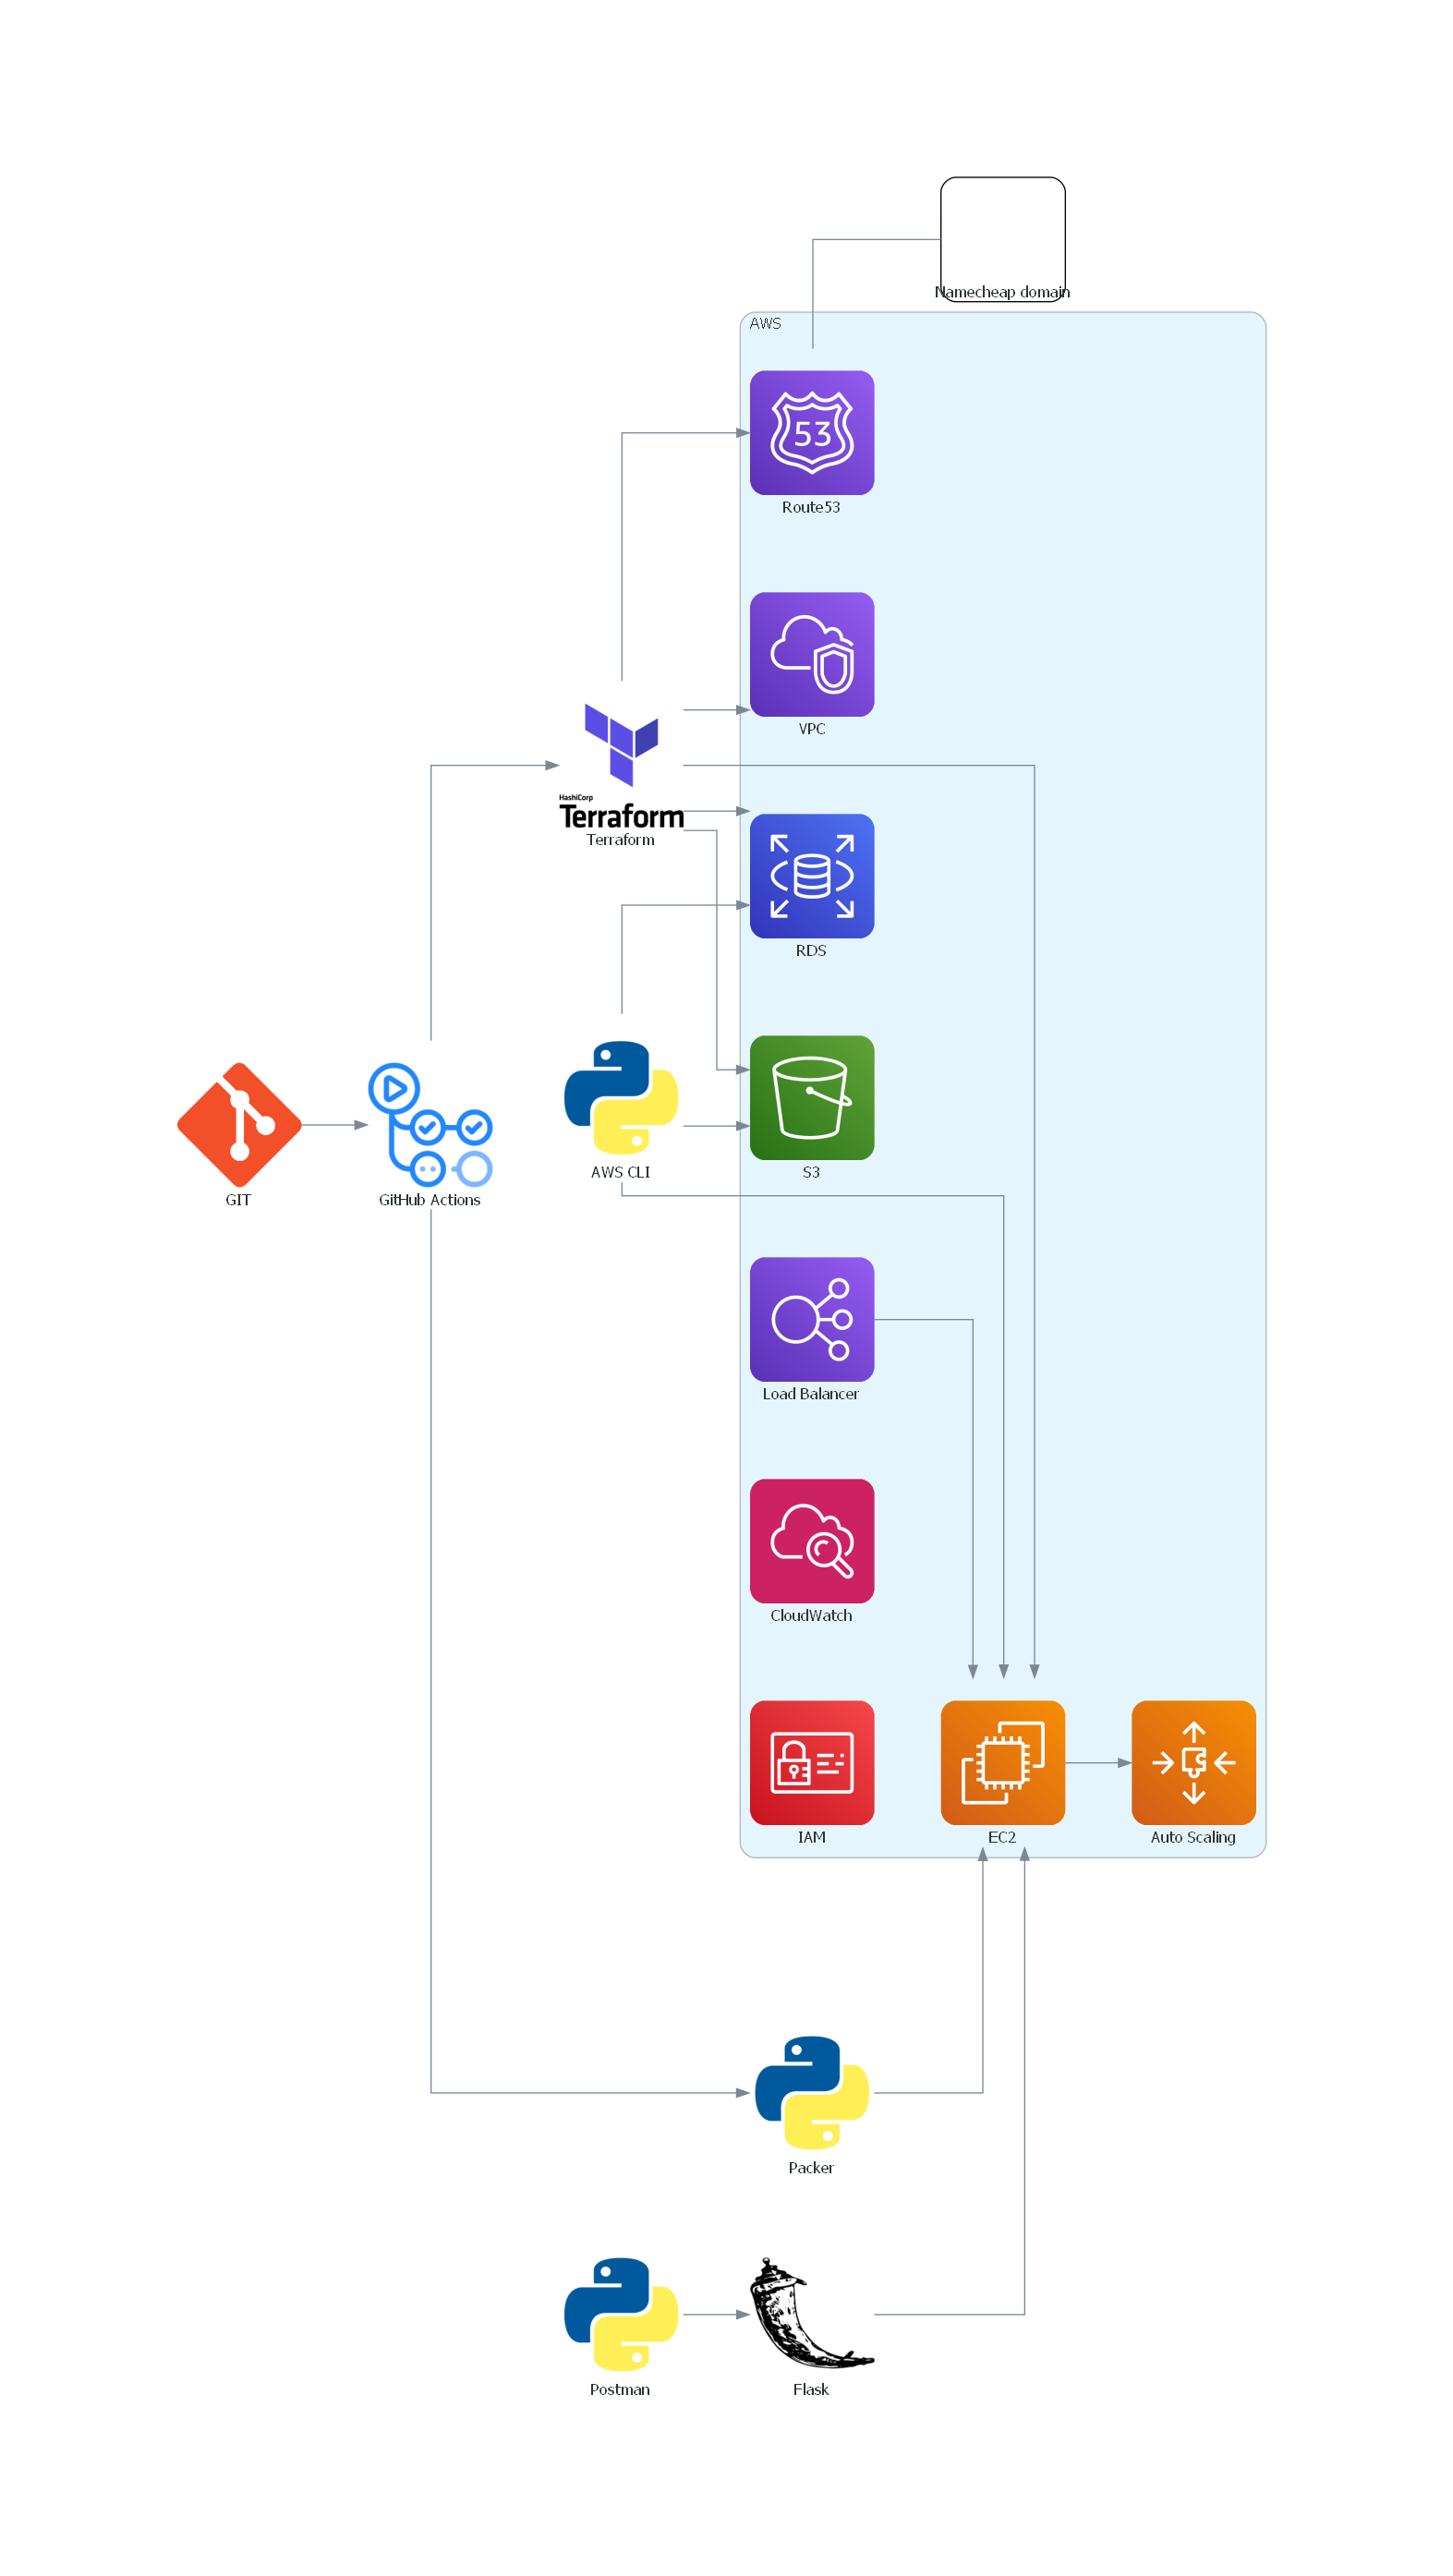 Namecheap domain
AWS
53
Route53
VPC
HashiCorp
Terraform
Terraform
RDS
GIT
GitHub Actions
AWS CLI
S3
Load Balancer
CloudWatch
IAM
EC2
Auto Scaling
Packer
Postman
Flask